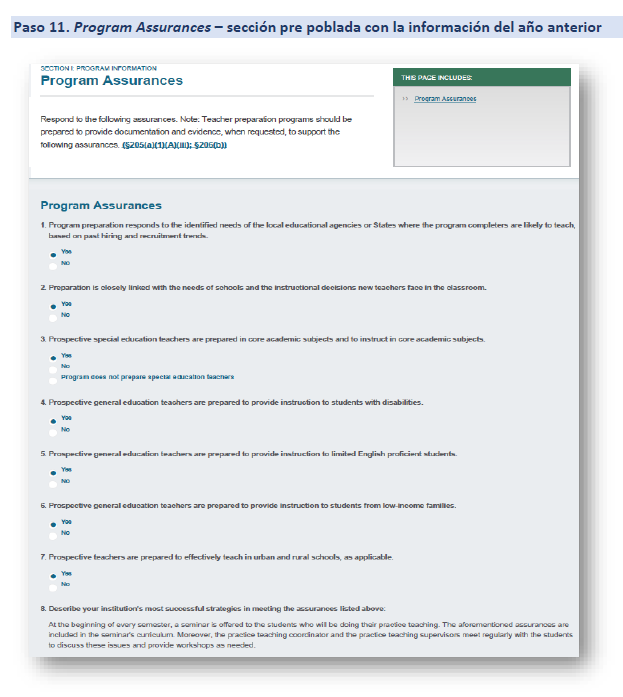 Paso 11. Program Assurances – sección pre poblada con la información del año anterior
SECTION I: PROGRAM INFORMATION
Program Assurances
THIS PAGE INCLUDES:
>> Program Assurances
Respond to the following assurances. Note: Teacher preparation programs should be
prepared to provide documentation and evidence, when requested, to support the
following assurances. (§205(a)(1)(A)(iii); §206(b))
Program Assurances
1. Program preparation responds to the identified needs of the local educational agencies or States where the program completers are likely to teach,
based on past hiring and recruitment trends.
Yes
No
2. Preparation is closely linked with the needs of schools and the instructional decisions new teachers face in the classroom.
Yes
No
3. Prospective special education teachers are prepared in core academic subjects and to instruct in core academic subjects.
Yes
No
Program does not prepare special education teachers
4. Prospective general education teachers are prepared to provide instruction to students with disabilities.
Yes
No
5. Prospective general education teachers are prepared to provide instruction to limited English proficient students.
Yes
No
6. Prospective general education teachers are prepared to provide instruction to students from low-income families.
Yes
No
7. Prospective teachers are prepared to effectively teach in urban and rural schools, as applicable.
Yes
No
8. Describe your institution's most successful strategies in meeting the assurances listed above:
At the beginning of every semester, a seminar is offered to the students who will be doing their practice teaching. The aforementioned assurances are
included in the seminar's curriculum. Moreover, the practice teaching coordinator and the practice teaching supervisors meet regularly with the students
to discuss these issues and provide workshops as needed.